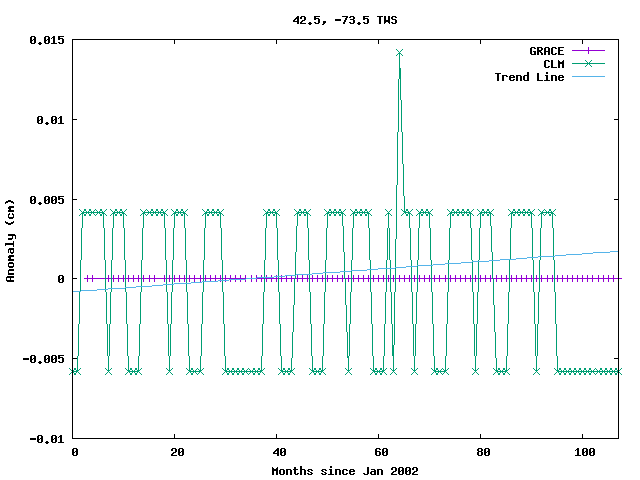 42.5, -73.5 TWS
0.015
GRACE
CLM
Trend Line
0.01
0.005
Anomaly (cm)
0
-0.005
-0.01
0 20 40 60 80 100
Months since Jan 2002